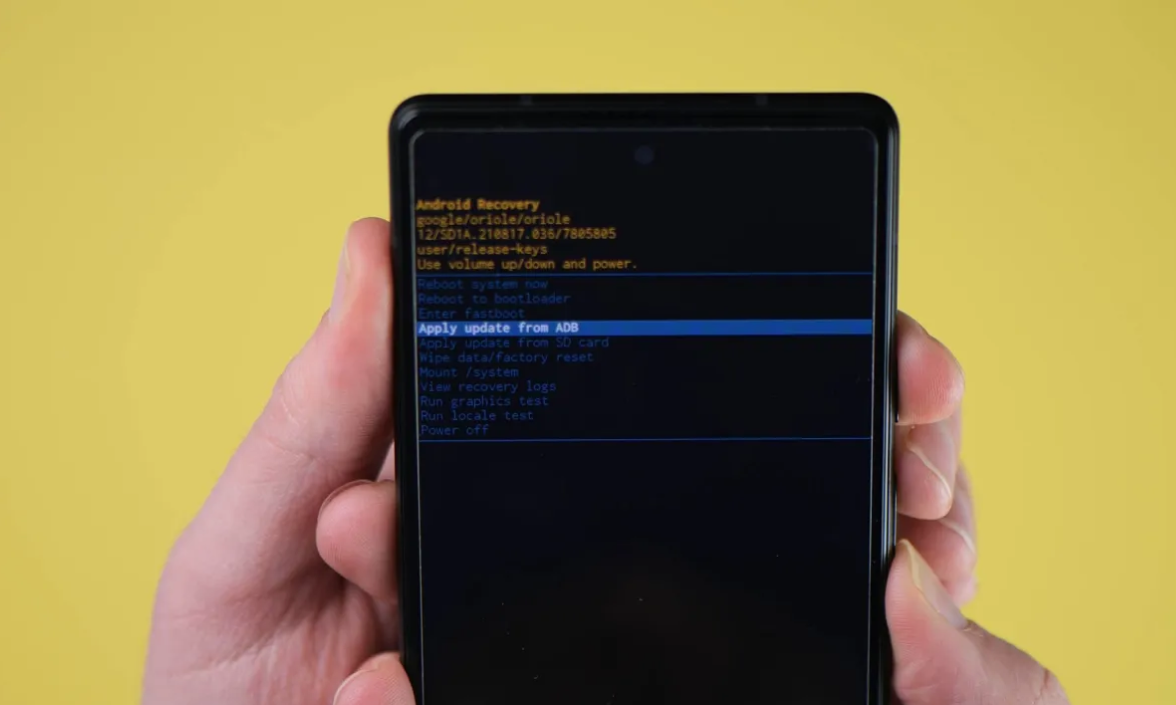 Android Recovery
google/oriole/oriole
12/SD1A.210817.036/7805805
user/release-keys
Use volume up/down and power.
Reboot system now
Reboot to bootloader
Enter fastboot
Apply update from ADB
Apply update from SD card
Wipe data/factory reset
Mount /system
View recovery logs
Run graphics test
Run locale test
Power off